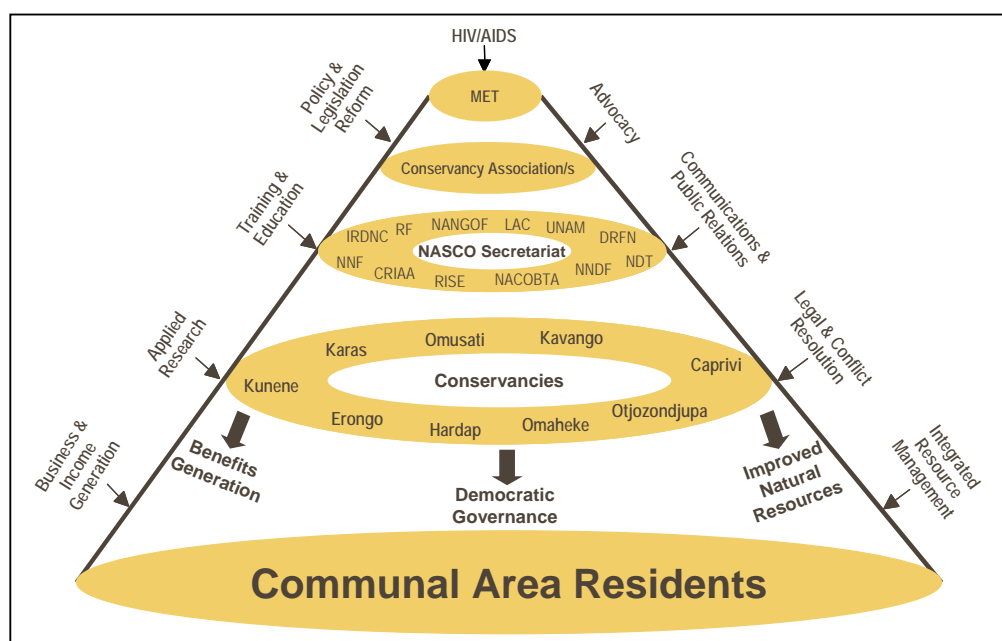 HIV/AIDS
MET
Policy &
Legislation
Reform
Advocacy
Conservancy Association/s
Training &
Education
Communications &
Public Relations
IRDNC RF NANGOF LAC UNAM DRFN
NASCO Secretariat
NNF CRIAA RISE NACOBTA NNDF NDT
Applied
Research
Legal & Conflict
Resolution
Karas Omusati Kavango
Kunene Conservancies Caprivi
Erongo Hardap Omaheke Otjozondjupa
Business &
Income
Generation
Benefits
Generation
Democratic
Governance
Improved
Natural
Resources
Integrated
Resource
Management
Communal Area Residents